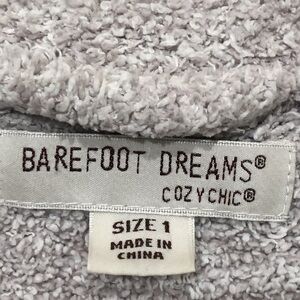 BAREFOOT DREAMS®
COZYCHIC®
SIZE 1
MADE IN
CHINA